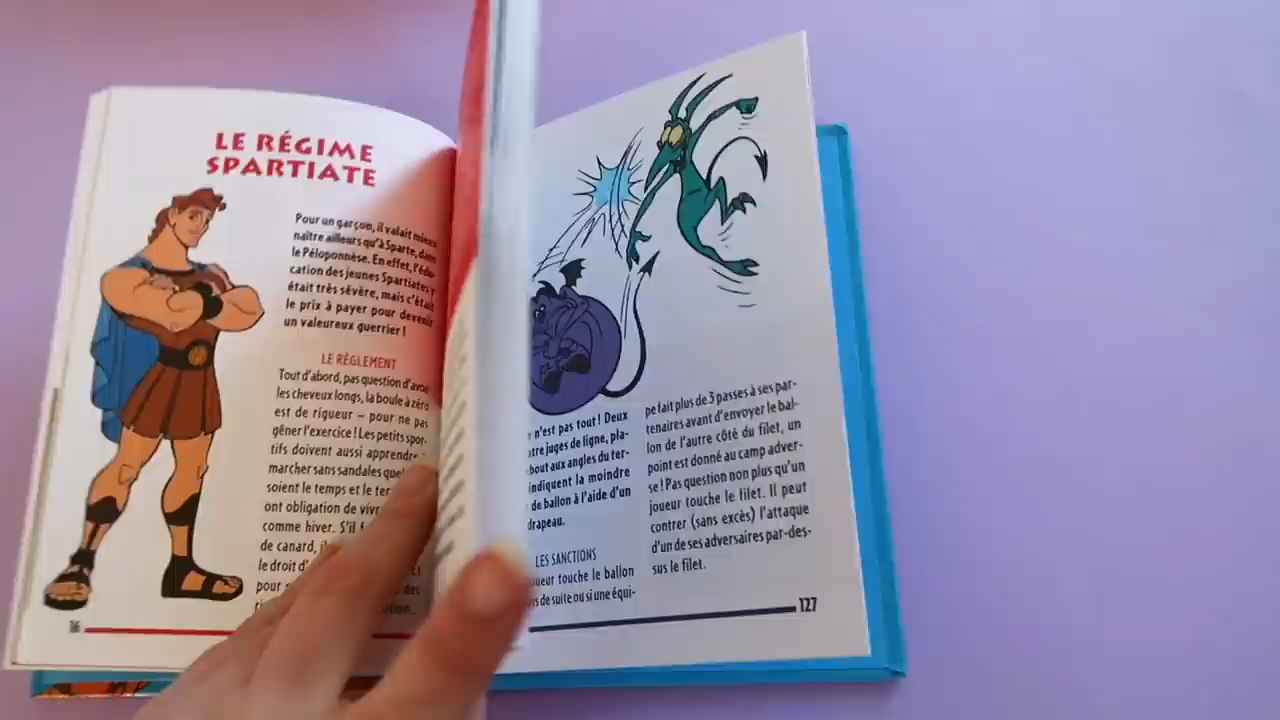 LE RÉGIME
SPARTIATE
Pour un garçon, il valait mieux
naître ailleurs qu'à Sparte, dans
le Péloponnèse. En effet, l'édu-
cation des jeunes Spartiates y
était très sévère, mais c'était
le prix à payer pour devenir
un valeureux guerrier !
LE RÈGLEMENT
Tout d'abord, pas question d'avoir
les cheveux longs, la boule à zéro
est de rigueur – pour ne pas
gêner l'exercice ! Les petits spor-
tifs doivent aussi apprendre
marcher sans sandales
soient le temps et le
ont obligation de
comme hiver. S'il
de canard,
le droit
pour
n'est pas tout ! Deux
juges de ligne, pla-
bout aux angles du ter-
indiquent la moindre
de ballon à l'aide d'un
drapeau.
LES SANCTIONS
touche le ballon
de suite ou si une équi-
pe fait plus de 3 passes à ses par-
tenaires avant d'envoyer le bal-
lon de l'autre côté du filet, un
point est donné au camp adver-
se ! Pas question non plus qu'un
joueur touche le filet. Il peut
contrer (sans excès) l'attaque
d'un de ses adversaires par-des-
sus le filet.
127